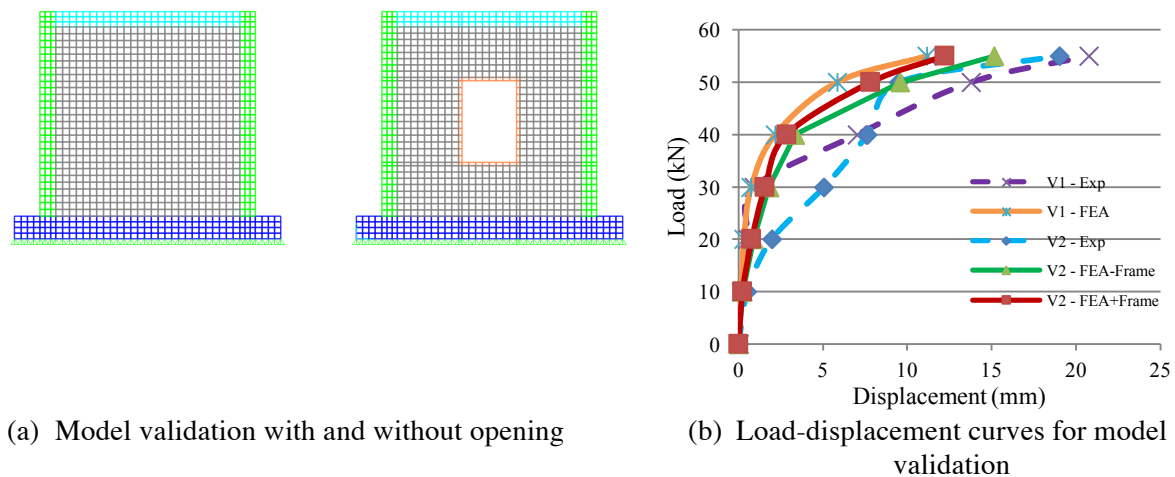 60
50
40
30
20
10
0
Load (kN)
V1 - Exp
V1 - FEA
V2 - Exp
V2 - FEA-Frame
V2 - FEA+Frame
0 5 10 15 20 25
Displacement (mm)
(a) Model validation with and without opening
(b) Load-displacement curves for model
validation